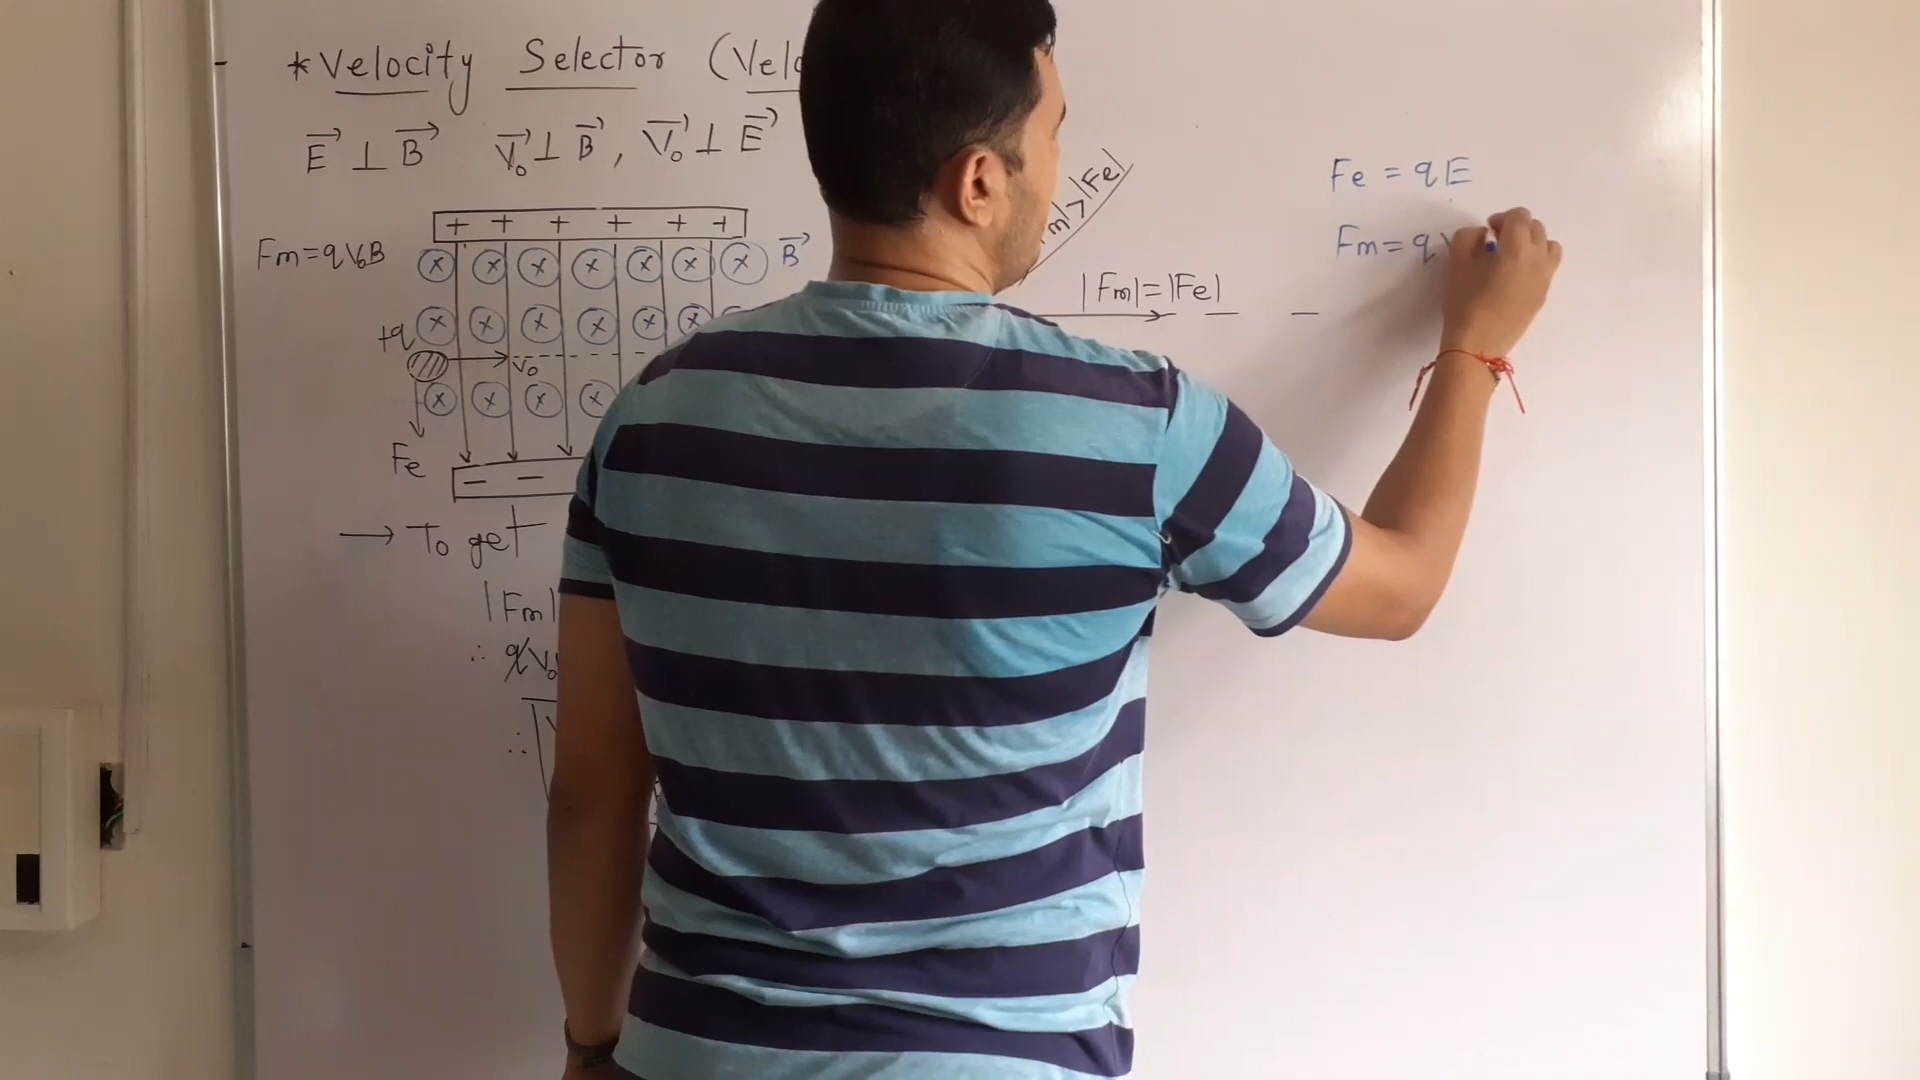 *Velocity Selector (Velo
E⃗ ⊥ B⃗ V₀⃗ ⊥ B⃗ , V₀⃗ ⊥ E⃗
+ + + + + +
Fm=qV₀B
B⃗
x x x x x x x
+q
x x x x x x
V₀
x x x x
Fe
− −
→ To get
|Fm|
∴ qV₀
∴ V
m|>|Fe|
|Fm|=|Fe|
Fe = qE
Fm = qV